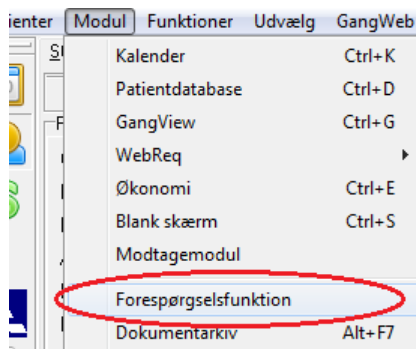 ienter Modul Funktioner Udvælg GangWeb
Kalender Ctrl+K
Patientdatabase Ctrl+D
GangView Ctrl+G
WebReq
Økonomi Ctrl+E
Blank skærm Ctrl+S
Modtagemodul
Forespørgselsfunktion
Dokumentarkiv Alt+F7